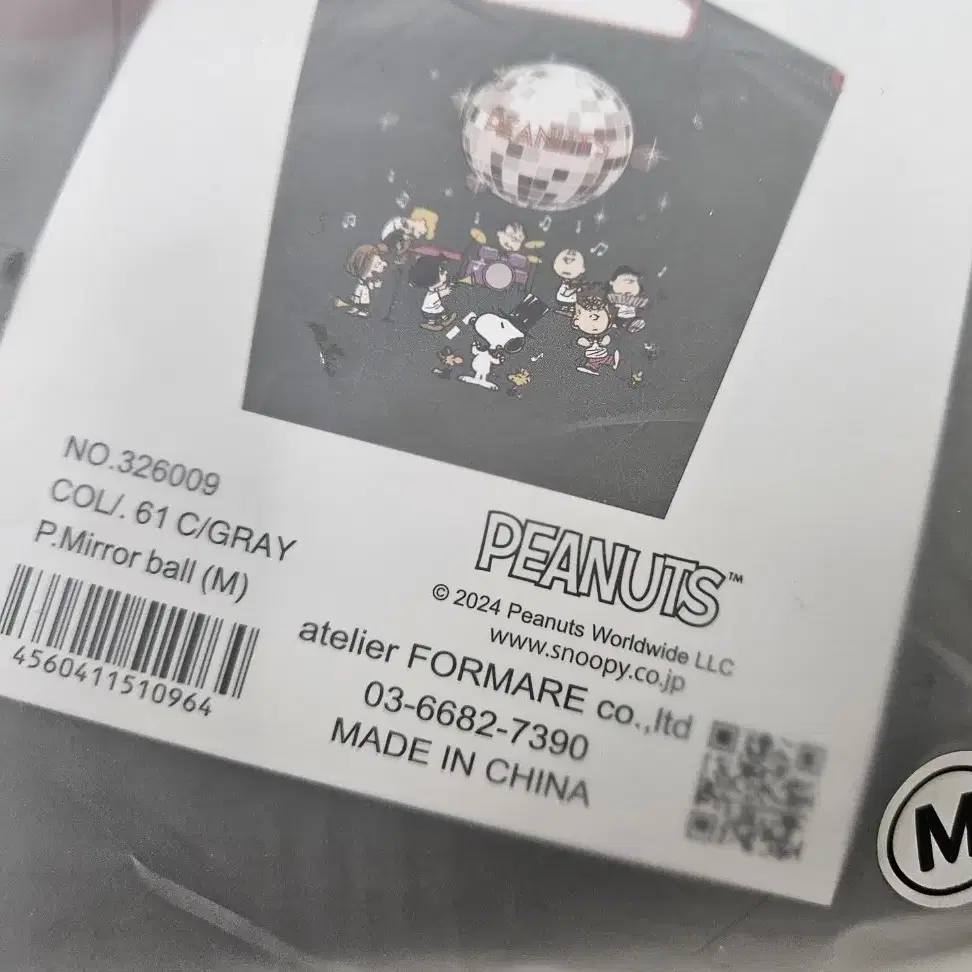 PEANUTS
NO.326009
COL/. 61 C/GRAY
P.Mirror ball (M)
4560411510964
PEANUTS™
© 2024 Peanuts Worldwide LLC
www.snoopy.co.jp
atelier FORMARE co.,ltd
03-6682-7390
MADE IN CHINA
M